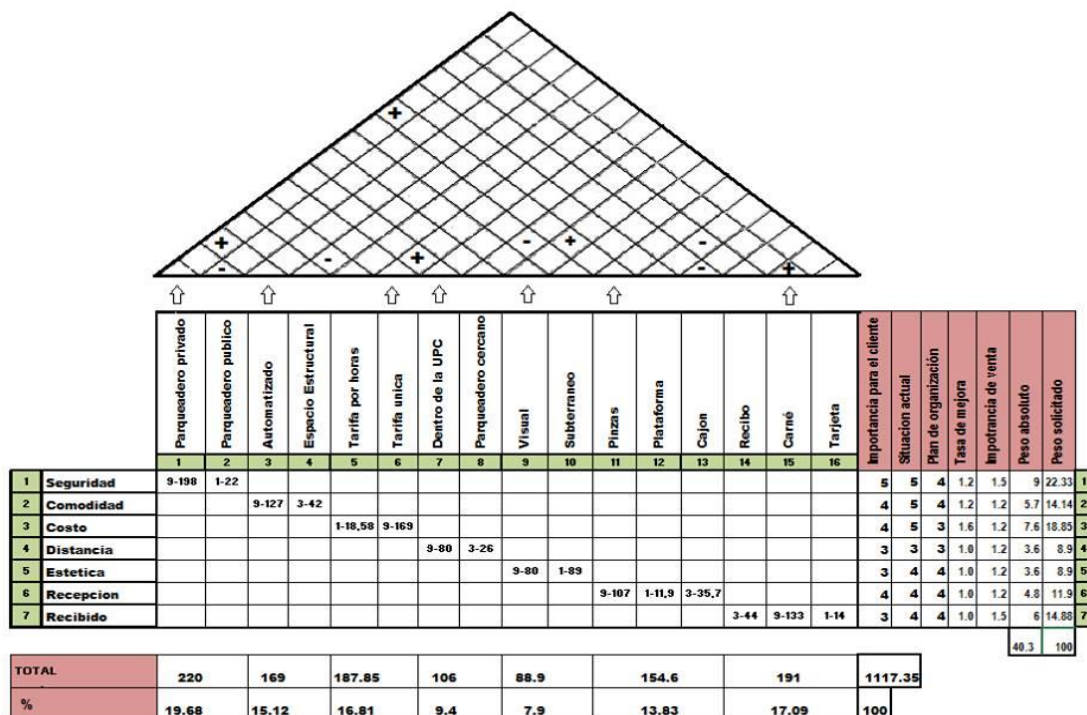 +
+ - + -
- - + - +
Parqueadero privado
Parqueadero publico
Automatizado
Espacio Estructural
Tarifa por horas
Tarifa unica
Dentro de la UPC
Parqueadero cercano
Visual
Subterraneo
Pinzas
Plataforma
Cajon
Recibo
Carné
Tarjeta
Importancia para el cliente
Situacion actual
Plan de organización
Tasa de mejora
Impotrancia de venta
Peso absoluto
Peso solicitado
1 2 3 4 5 6 7 8 9 10 11 12 13 14 15 16
1 Seguridad 9-198 1-22 5 5 4 1.2 1.5 9 22.33 1
2 Comodidad 9-127 3-42 4 5 4 1.2 1.2 5.7 14.14 2
3 Costo 1-18,58 9-169 4 5 3 1.6 1.2 7.6 18.85 3
4 Distancia 9-80 3-26 3 3 3 1.0 1.2 3.6 8.9 4
5 Estetica 9-80 1-89 3 4 4 1.0 1.2 3.6 8.9 5
6 Recepcion 9-107 1-11,9 3-35,7 4 4 4 1.0 1.2 4.8 11.9 6
7 Recibido 3-44 9-133 1-14 3 4 4 1.0 1.5 6 14.88 7
40.3 100
TOTAL 220 169 187.85 106 88.9 154.6 191 1117.35
% 19.68 15.12 16.81 9.4 7.9 13.83 17.09 100